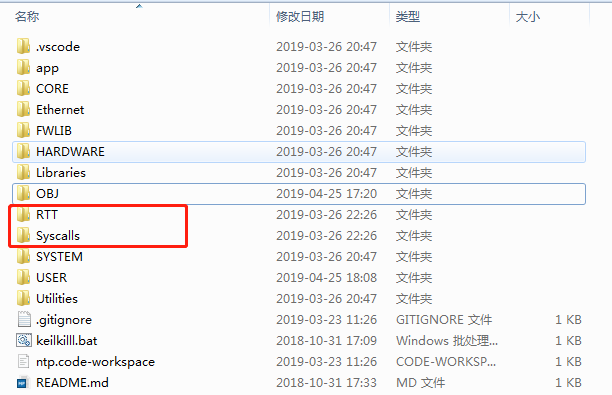 名称 修改日期 类型 大小
.vscode 2019-03-26 20:47 文件夹
app 2019-03-26 20:47 文件夹
CORE 2019-03-26 20:47 文件夹
Ethernet 2019-03-26 20:47 文件夹
FWLIB 2019-03-26 20:47 文件夹
HARDWARE 2019-03-26 20:47 文件夹
Libraries 2019-03-26 20:47 文件夹
OBJ 2019-04-25 17:20 文件夹
RTT 2019-03-26 22:26 文件夹
Syscalls 2019-03-26 22:26 文件夹
SYSTEM 2019-03-26 20:47 文件夹
USER 2019-04-25 18:08 文件夹
Utilities 2019-03-26 20:47 文件夹
.gitignore 2019-03-23 11:26 GITIGNORE 文件 1 KB
keilkilll.bat 2018-10-31 17:09 Windows 批处理... 1 KB
ntp.code-workspace 2019-03-23 11:26 CODE-WORKSP... 1 KB
README.md 2018-10-31 17:33 MD 文件 1 KB